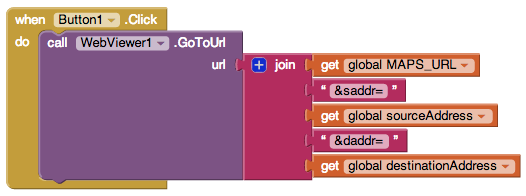 when Button1 .Click
do call WebViewer1 .GoToUrl
url join get global MAPS_URL
“ &saddr= ”
get global sourceAddress
“ &daddr= ”
get global destinationAddress